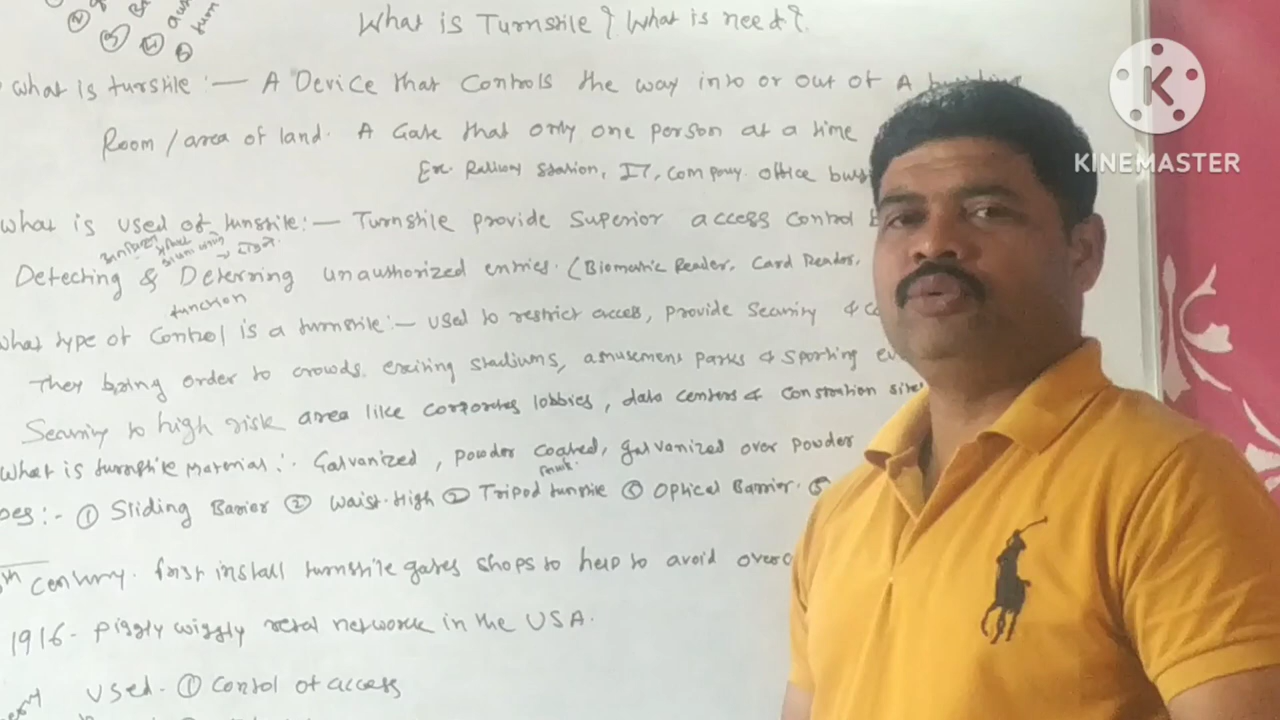 What is Turnstile? What is need?
what is turstile :— A Device that Controls the way into or out of A building
Room / area of land. A Gate that only one person at a time
Ex. Railway Station, IT, Company. office
What is used of turnstile:— Turnstile provide Superior access control
Detecting & Deterring unauthorized entries. (Biometric Reader, Card Reader,
function
What type of Control is a turnstile:— used to restrict access, provide Security &
They bring order to crowds exiting stadiums, amusement parks & sporting
Security to high risk area like corporates lobbies, data centers & constration site
What is turnstile Material :- Galvanized, powder coated, galvanized over powder
① Sliding Barrier ② Waist-High Tripod turnstile Optical Barrier. ⑤
Century. first install turnstile gates shops to help to avoid
1916- piggly wiggly retal network in the USA.
used. ① Control of access
KINEMASTER